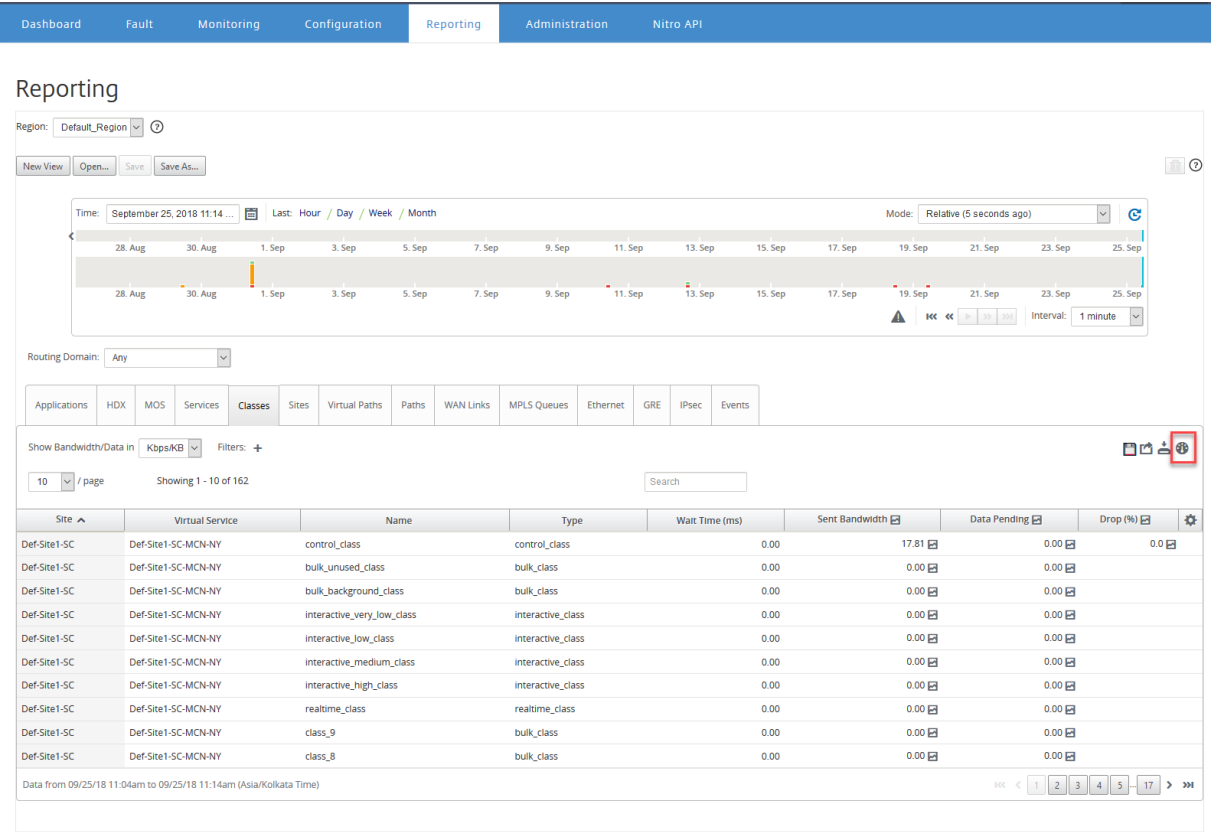 Dashboard Fault Monitoring Configuration Reporting Administration Nitro API
Reporting
Region: Default_Region ?
New View Open... Save Save As... ?
Time: September 25, 2018 11:14 ... Last: Hour / Day / Week / Month Mode: Relative (5 seconds ago)
28. Aug 30. Aug 1. Sep 3. Sep 5. Sep 7. Sep 9. Sep 11. Sep 13. Sep 15. Sep 17. Sep 19. Sep 21. Sep 23. Sep 25. Sep
28. Aug 30. Aug 1. Sep 3. Sep 5. Sep 7. Sep 9. Sep 11. Sep 13. Sep 15. Sep 17. Sep 19. Sep 21. Sep 23. Sep 25. Sep
Interval: 1 minute
Routing Domain: Any
Applications HDX MOS Services Classes Sites Virtual Paths Paths WAN Links MPLS Queues Ethernet GRE IPsec Events
Show Bandwidth/Data in Kbps/KB Filters: +
10 / page Showing 1 - 10 of 162 Search
Site Virtual Service Name Type Wait Time (ms) Sent Bandwidth Data Pending Drop (%)
Def-Site1-SC Def-Site1-SC-MCN-NY control_class control_class 0.00 17.81 0.00 0.0
Def-Site1-SC Def-Site1-SC-MCN-NY bulk_unused_class bulk_class 0.00 0.00 0.00
Def-Site1-SC Def-Site1-SC-MCN-NY bulk_background_class bulk_class 0.00 0.00 0.00
Def-Site1-SC Def-Site1-SC-MCN-NY interactive_very_low_class interactive_class 0.00 0.00 0.00
Def-Site1-SC Def-Site1-SC-MCN-NY interactive_low_class interactive_class 0.00 0.00 0.00
Def-Site1-SC Def-Site1-SC-MCN-NY interactive_medium_class interactive_class 0.00 0.00 0.00
Def-Site1-SC Def-Site1-SC-MCN-NY interactive_high_class interactive_class 0.00 0.00 0.00
Def-Site1-SC Def-Site1-SC-MCN-NY realtime_class realtime_class 0.00 0.00 0.00
Def-Site1-SC Def-Site1-SC-MCN-NY class_9 bulk_class 0.00 0.00 0.00
Def-Site1-SC Def-Site1-SC-MCN-NY class_8 bulk_class 0.00 0.00 0.00
Data from 09/25/18 11:04am to 09/25/18 11:14am (Asia/Kolkata Time) 1 2 3 4 5 ... 17